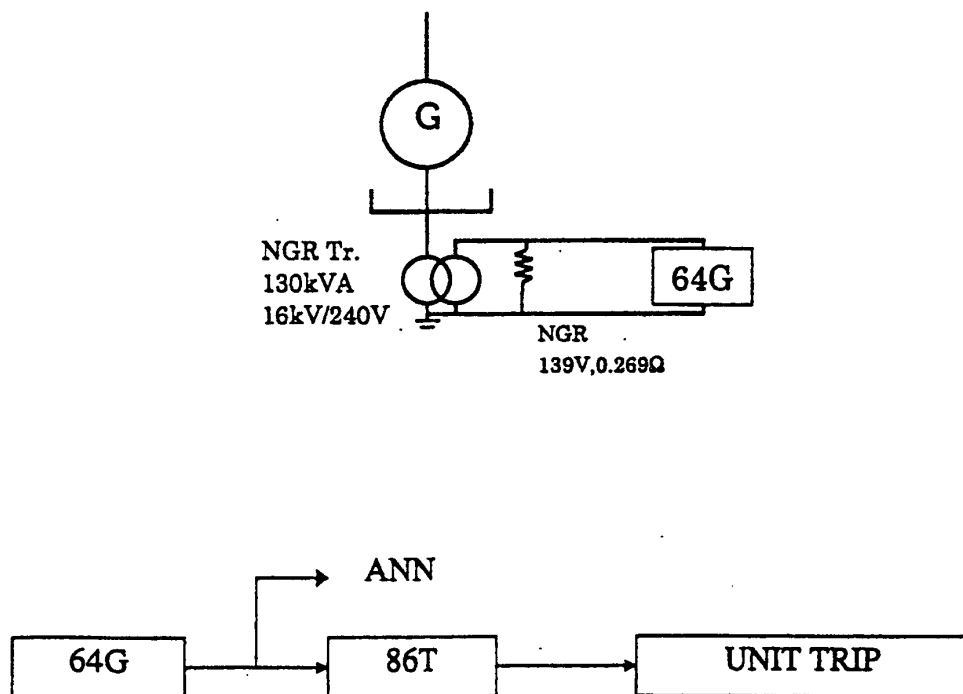 G
NGR Tr.
130kVA
16kV/240V
64G
NGR
139V,0.269Ω
ANN
64G
86T
UNIT TRIP